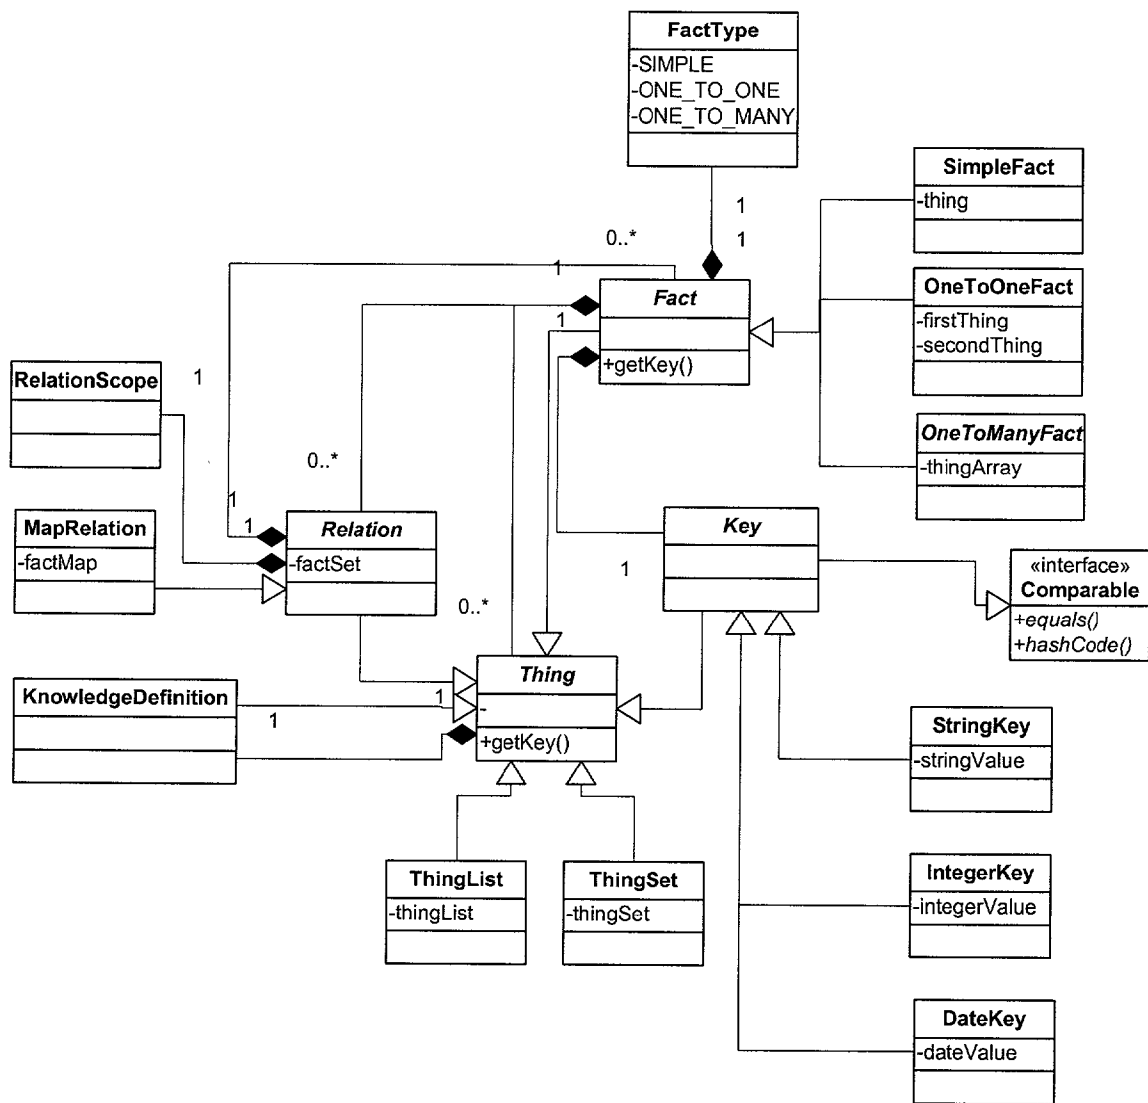 FactType
-SIMPLE
-ONE_TO_ONE
-ONE_TO_MANY
SimpleFact
-thing
1
1
0..*
1
Fact
+getKey()
1
OneToOneFact
-firstThing
-secondThing
RelationScope
1
OneToManyFact
-thingArray
0..*
1
1
MapRelation
-factMap
Relation
-factSet
Key
1
«interface»
Comparable
+equals()
+hashCode()
0..*
Thing
-
+getKey()
KnowledgeDefinition
1
1
StringKey
-stringValue
ThingList
-thingList
ThingSet
-thingSet
IntegerKey
-integerValue
DateKey
-dateValue